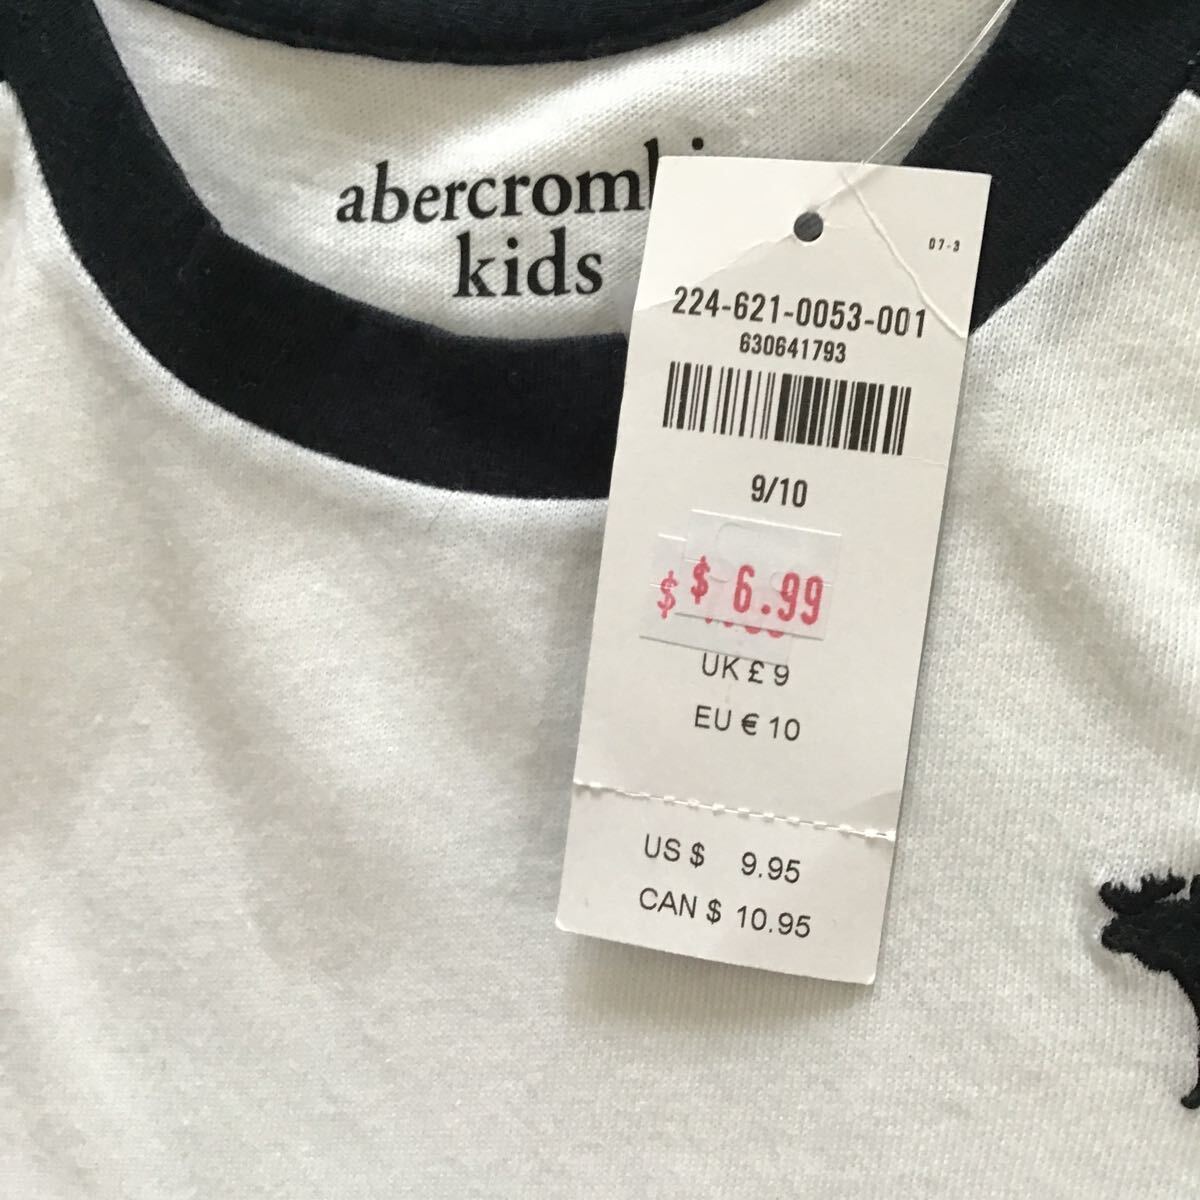 kids
07-3
224-621-0053-001
630641793
9/10
$ 6.99
$
UK £ 9
EU € 10
US $ 9.95
CAN $ 10.95